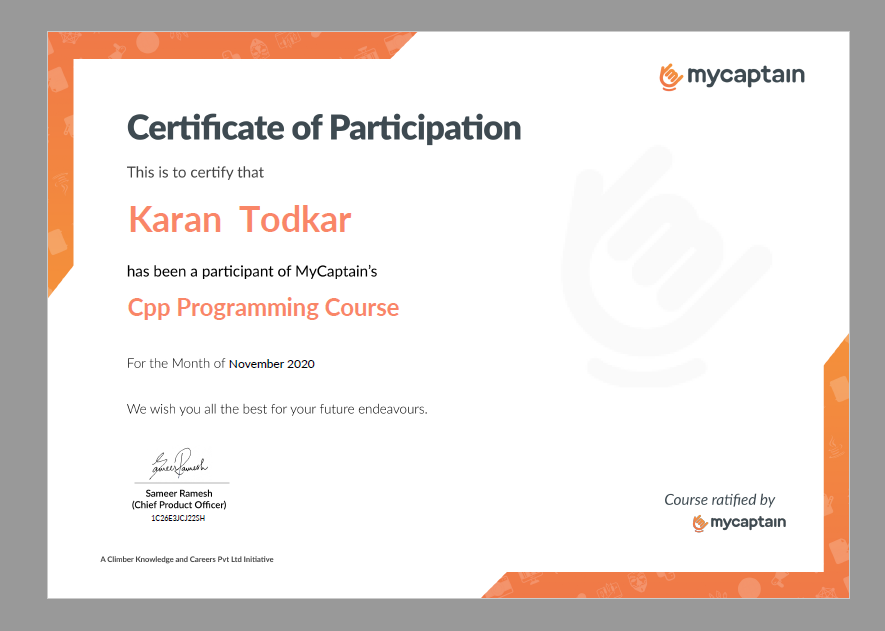 mycaptain
Certificate of Participation
This is to certify that
Karan Todkar
has been a participant of MyCaptain's
Cpp Programming Course
For the Month of November 2020
We wish you all the best for your future endeavours.
Sameer Ramesh
Sameer Ramesh
(Chief Product Officer)
1C26E3JCJ22SH
Course ratified by
mycaptain
A Climber Knowledge and Careers Pvt Ltd Initiative